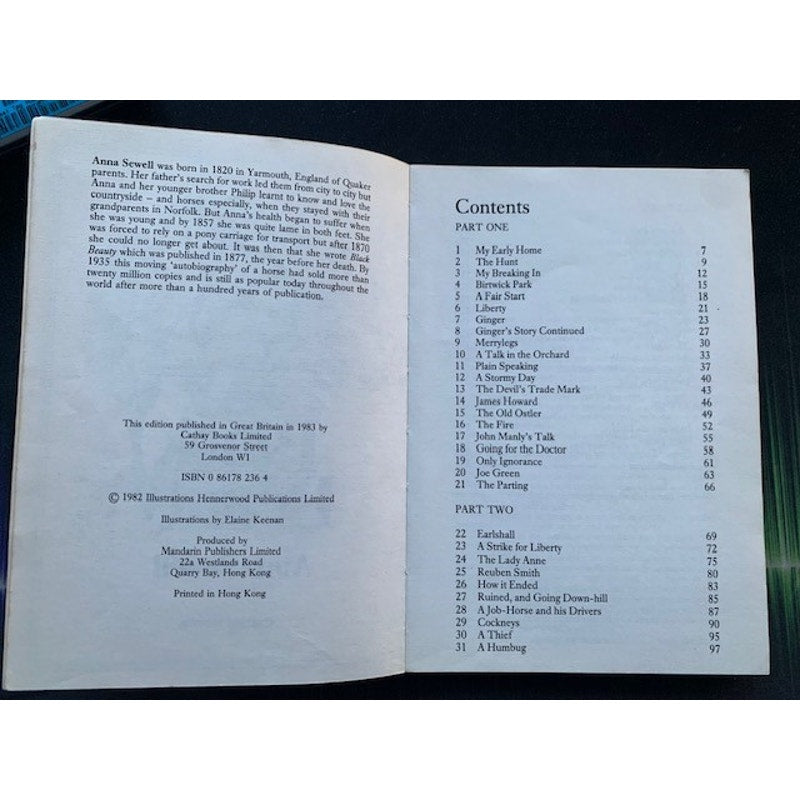 Anna Sewell was born in 1820 in Yarmouth, England of Quaker
parents. Her father's search for work led them from city to city but
Anna and her younger brother Philip learnt to know and love the
countryside – and horses especially, when they stayed with their
grandparents in Norfolk. But Anna's health began to suffer when
she was young and by 1857 she was quite lame in both feet. She
was forced to rely on a pony carriage for transport but after 1870
she could no longer get about. It was then that she wrote Black
Beauty which was published in 1877, the year before her death. By
1935 this moving 'autobiography' of a horse had sold more than
twenty million copies and is still as popular today throughout the
world after more than a hundred years of publication.
This edition published in Great Britain in 1983 by
Cathay Books Limited
59 Grosvenor Street
London W1
ISBN 0 86178 236 4
© 1982 Illustrations Hennerwood Publications Limited
Illustrations by Elaine Keenan
Produced by
Mandarin Publishers Limited
22a Westlands Road
Quarry Bay, Hong Kong
Printed in Hong Kong
Contents
PART ONE
1 My Early Home 7
2 The Hunt 9
3 My Breaking In 12
4 Birtwick Park 15
5 A Fair Start 18
6 Liberty 21
7 Ginger 23
8 Ginger's Story Continued 27
9 Merrylegs 30
10 A Talk in the Orchard 33
11 Plain Speaking 37
12 A Stormy Day 40
13 The Devil's Trade Mark 43
14 James Howard 46
15 The Old Ostler 49
16 The Fire 52
17 John Manly's Talk 55
18 Going for the Doctor 58
19 Only Ignorance 61
20 Joe Green 63
21 The Parting 66
PART TWO
22 Earlshall 69
23 A Strike for Liberty 72
24 The Lady Anne 75
25 Reuben Smith 80
26 How it Ended 83
27 Ruined, and Going Down-hill 85
28 A Job-Horse and his Drivers 87
29 Cockneys 90
30 A Thief 95
31 A Humbug 97